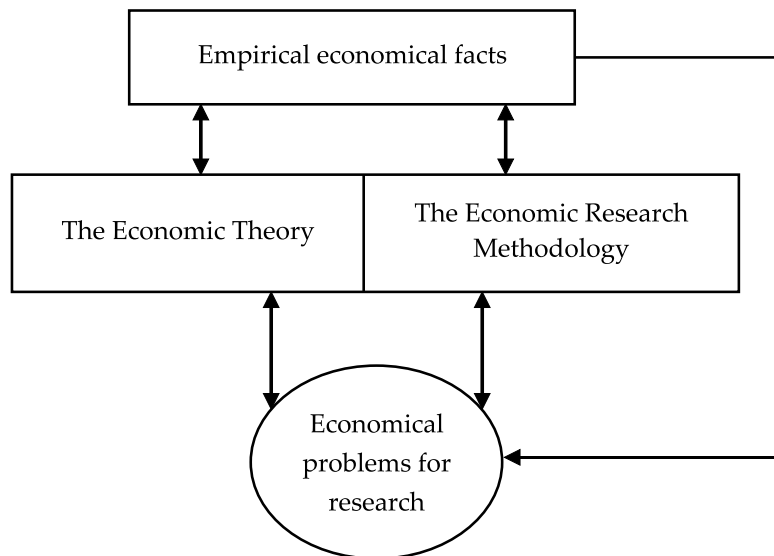 Empirical economical facts
The Economic Theory
The Economic Research
Methodology
Economical
problems for
research